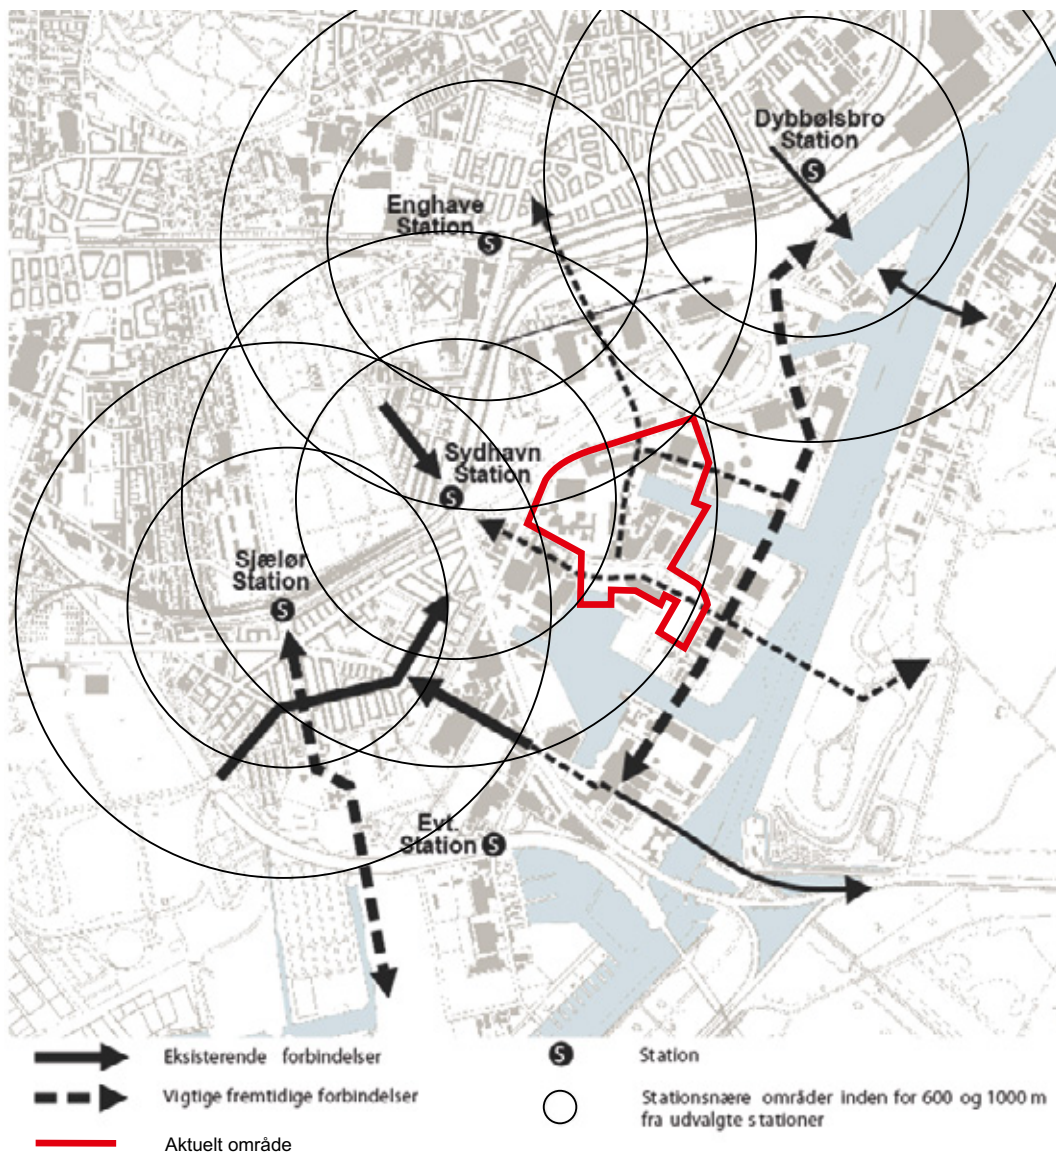 Dybbølsbro
Station
S
Enghave
Station
S
Sydhavn
Station
S
Sjælør
Station
S
Evt.
Station
S
Eksisterende forbindelser
S Station
Vigtige fremtidige forbindelser
Stationsnære områder inden for 600 og 1000 m
fra udvalgte stationer
Aktuelt område